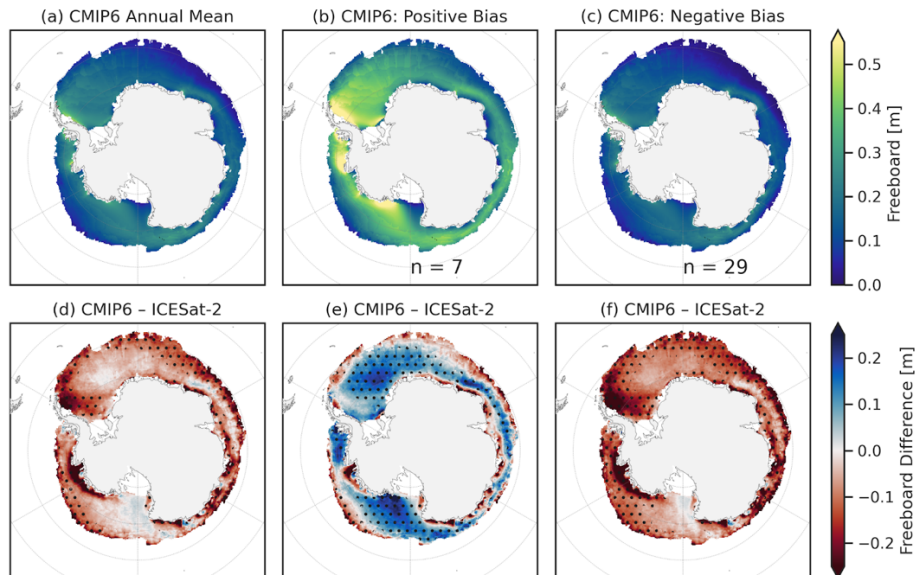 (a) CMIP6 Annual Mean
(b) CMIP6: Positive Bias
(c) CMIP6: Negative Bias
n = 7
n = 29
0.5
0.4
0.3
0.2
0.1
0.0
Freeboard [m]
(d) CMIP6 – ICESat-2
(e) CMIP6 – ICESat-2
(f) CMIP6 – ICESat-2
0.2
0.1
0.0
−0.1
−0.2
Freeboard Difference [m]